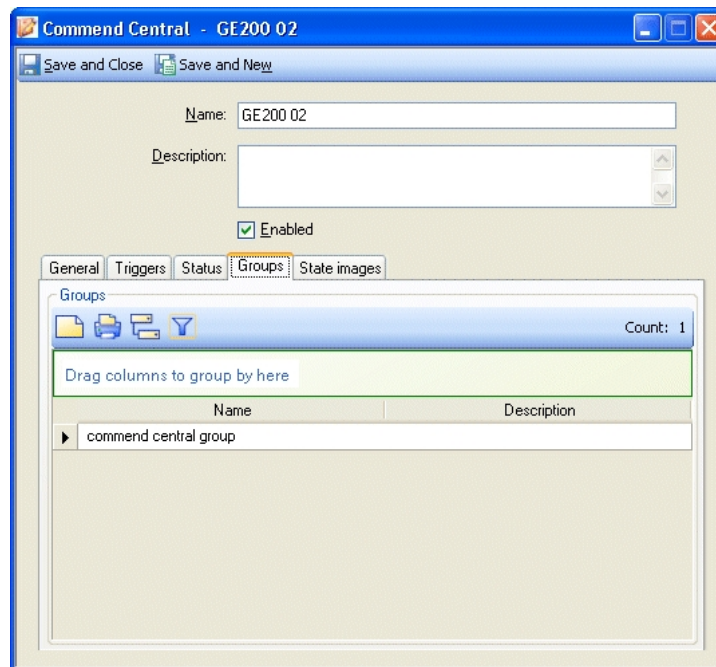 Commend Central - GE200 02
Save and Close Save and New
Name: GE200 02
Description:
Enabled
General Triggers Status Groups State images
Groups
Count: 1
Drag columns to group by here
Name Description
commend central group